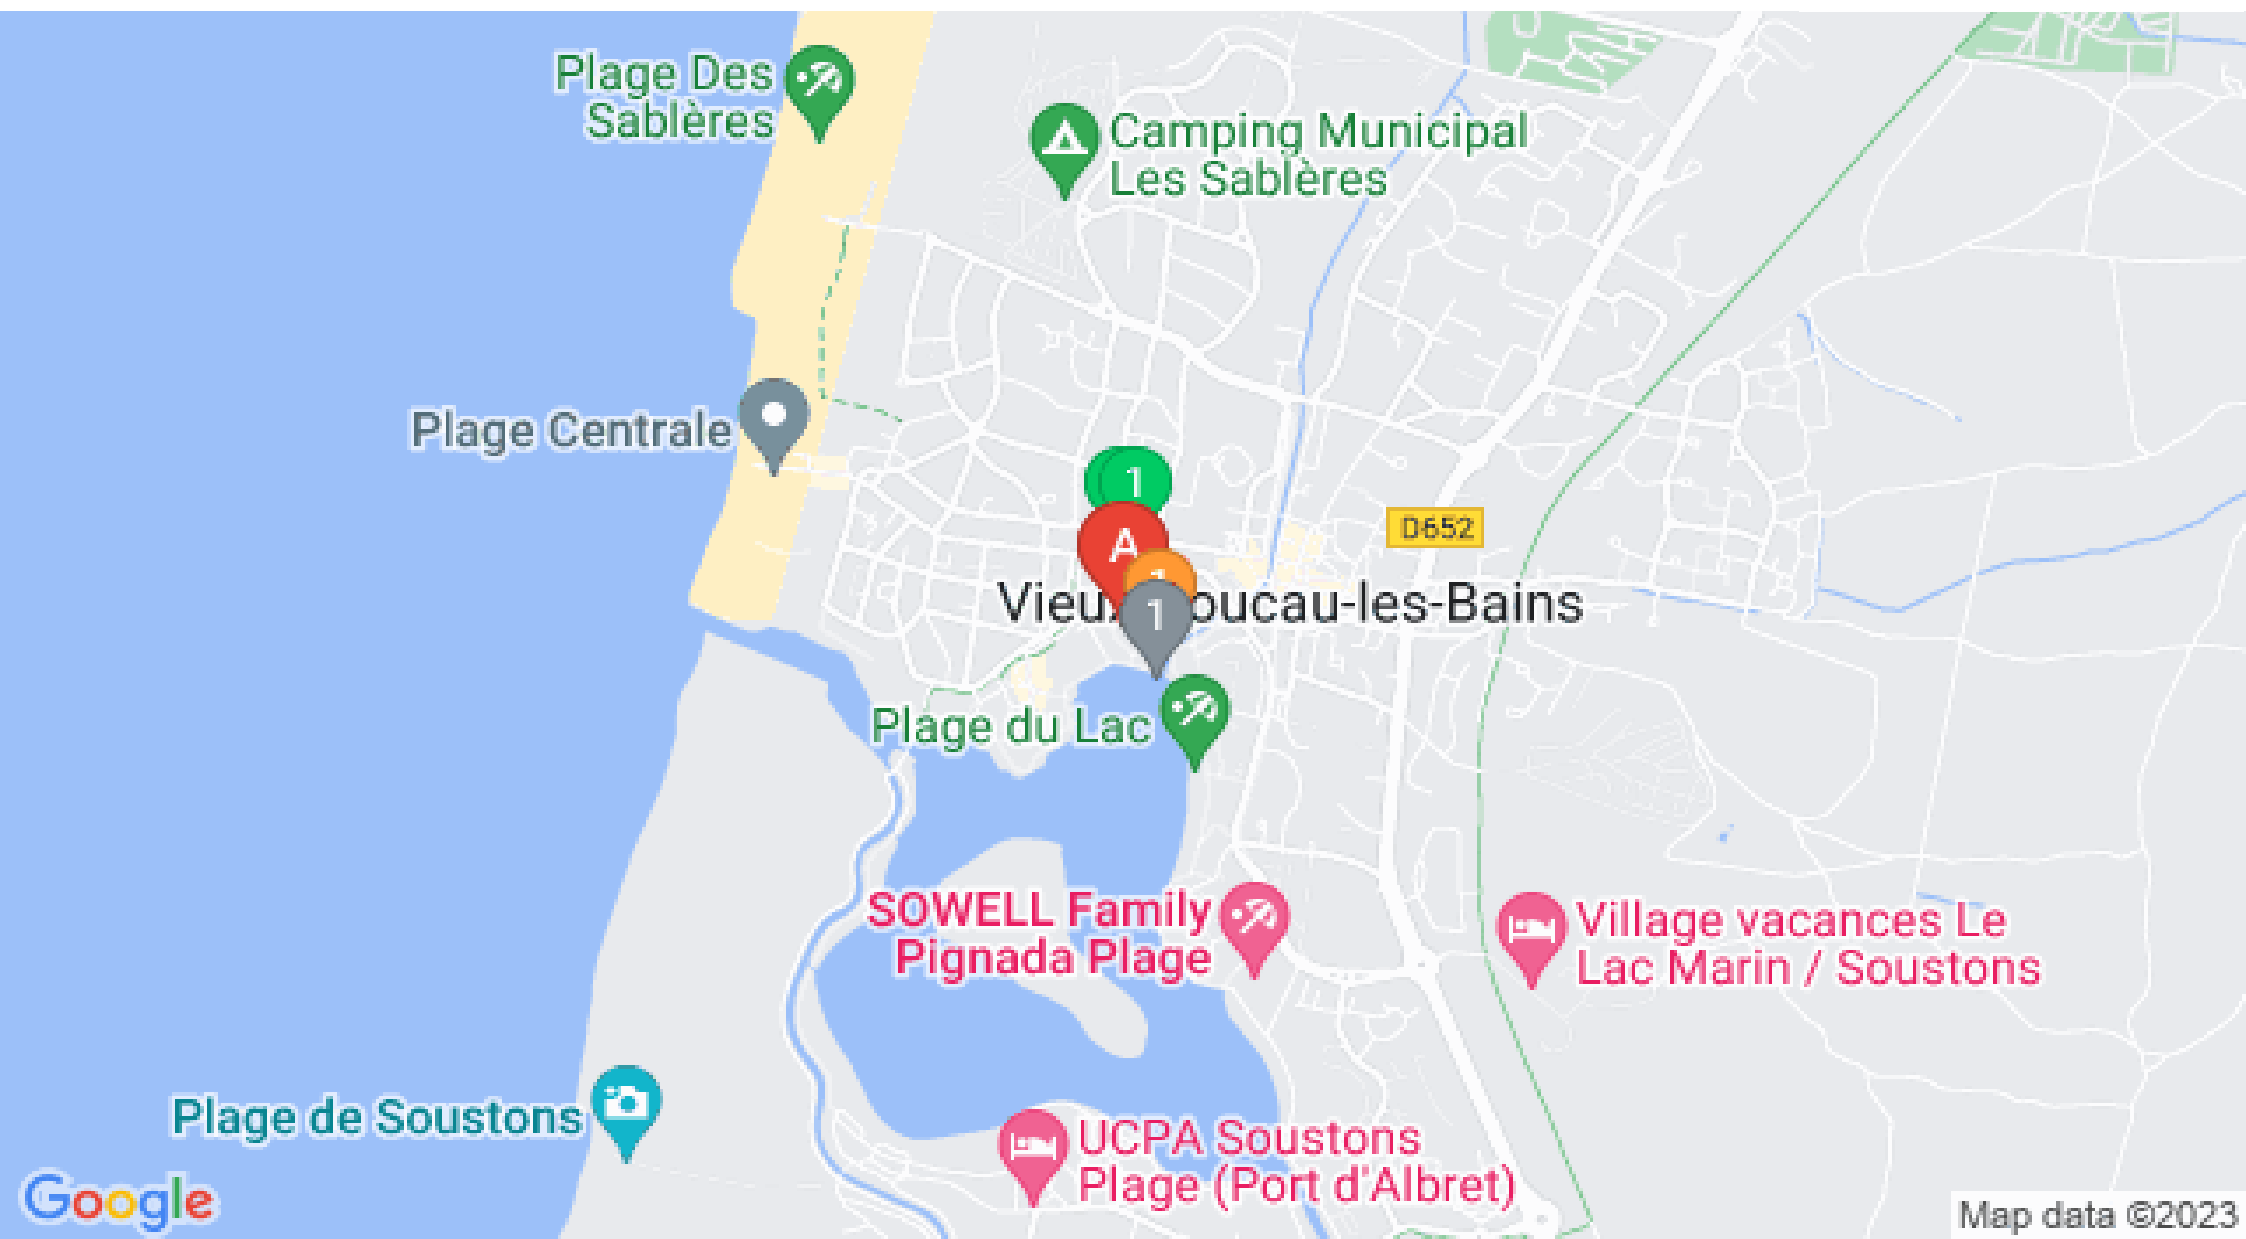 Plage Des
Sablères
Camping Municipal
Les Sablères
Plage Centrale
1
A
D652
1
1
Plage du Lac
SOWELL Family
Pignada Plage
Village vacances Le
Lac Marin / Soustons
Plage de Soustons
UCPA Soustons
Plage (Port d'Albret)
Google
Map data ©2023